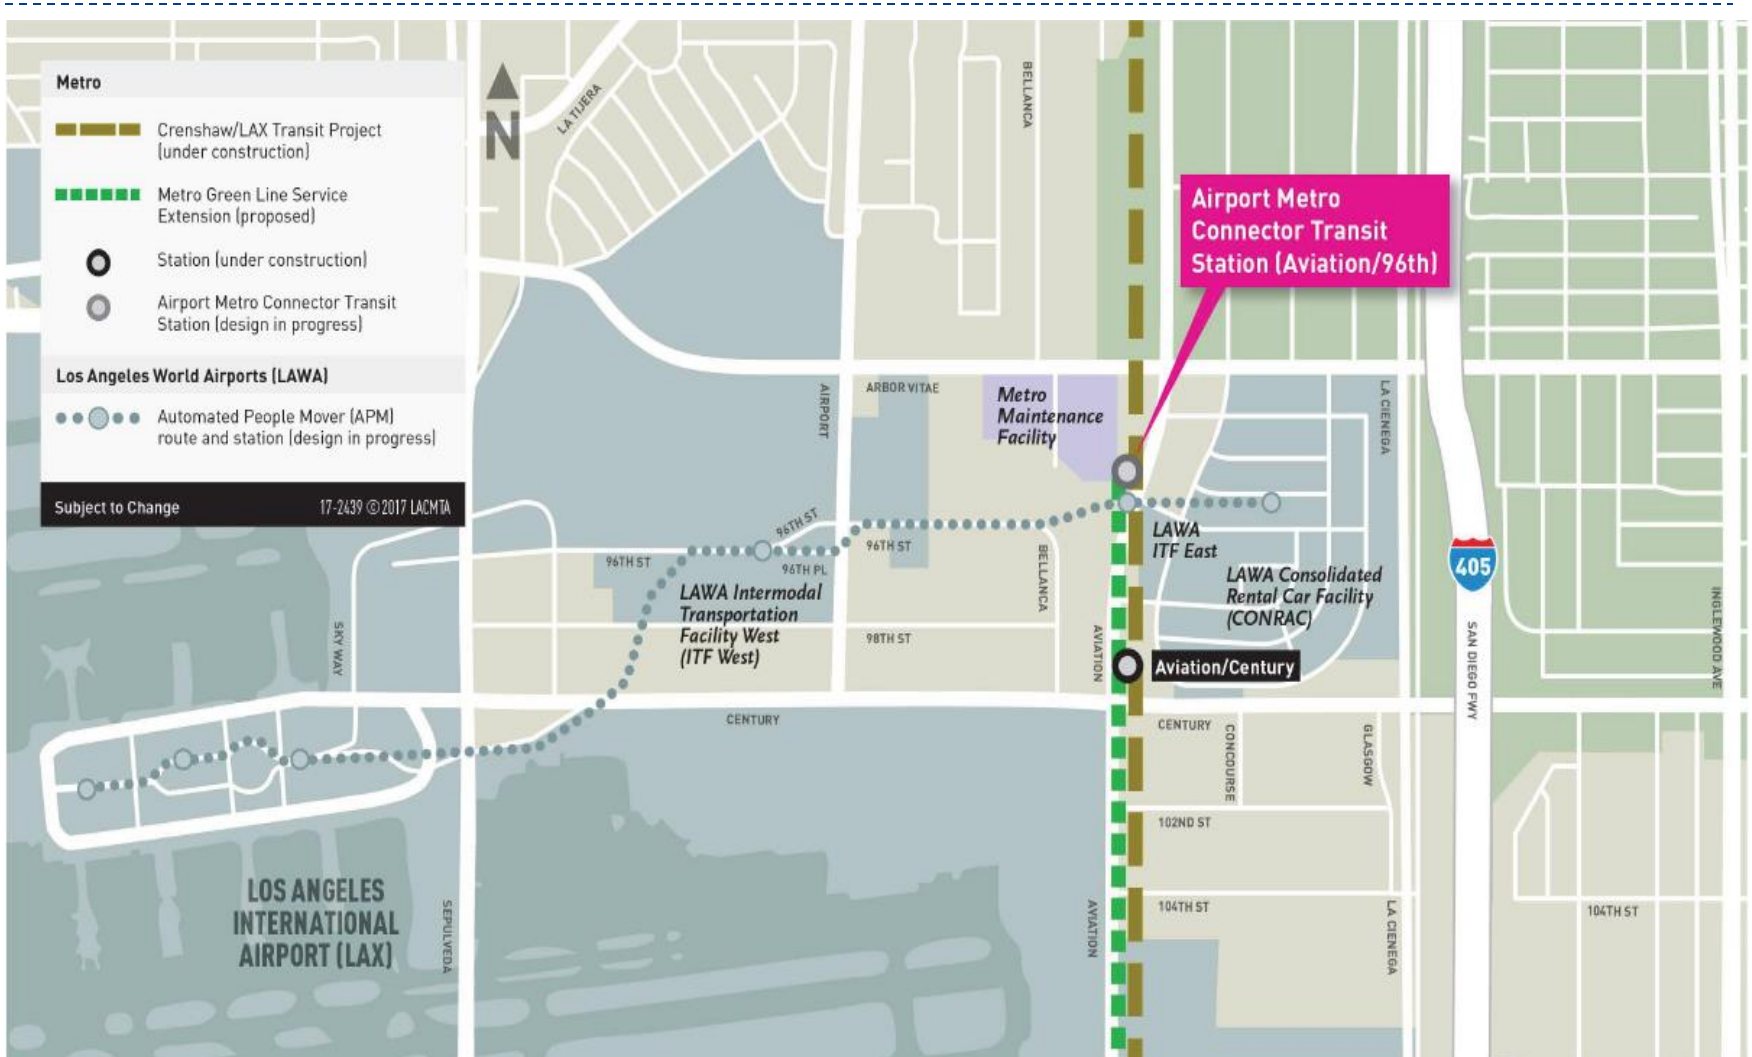 Metro
Crenshaw/LAX Transit Project
(under construction)
Metro Green Line Service
Extension (proposed)
Station (under construction)
Airport Metro Connector Transit
Station (design in progress)
Los Angeles World Airports (LAWA)
Automated People Mover (APM)
route and station (design in progress)
Subject to Change
17-2439 ©2017 LACMTA
N
LA TIJERA
BELLANCA
Airport Metro
Connector Transit
Station (Aviation/96th)
AIRPORT
ARBOR VITAE
Metro
Maintenance
Facility
LA CIENEGA
96TH ST
96TH ST
96TH PL
96TH ST
BELLANCA
LAWA
ITF East
LAWA Consolidated
Rental Car Facility
(CONRAC)
405
LAWA Intermodal
Transportation
Facility West
(ITF West)
SKY WAY
98TH ST
AVIATION
Aviation/Century
SAN DIEGO FWY
INGLEWOOD AVE
CENTURY
CENTURY
CONCOURSE
GLASGOW
102ND ST
LOS ANGELES
INTERNATIONAL
AIRPORT (LAX)
SEPULVEDA
AVIATION
104TH ST
LA CIENEGA
104TH ST